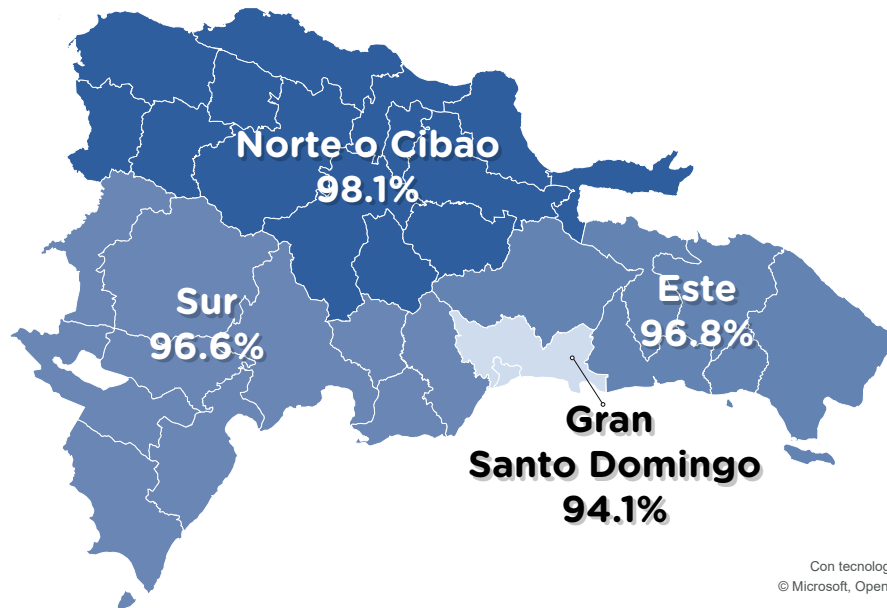 Norte o Cibao
98.1%
Sur
96.6%
Este
96.8%
Gran
Santo Domingo
94.1%
Con tecnolog
© Microsoft, Open